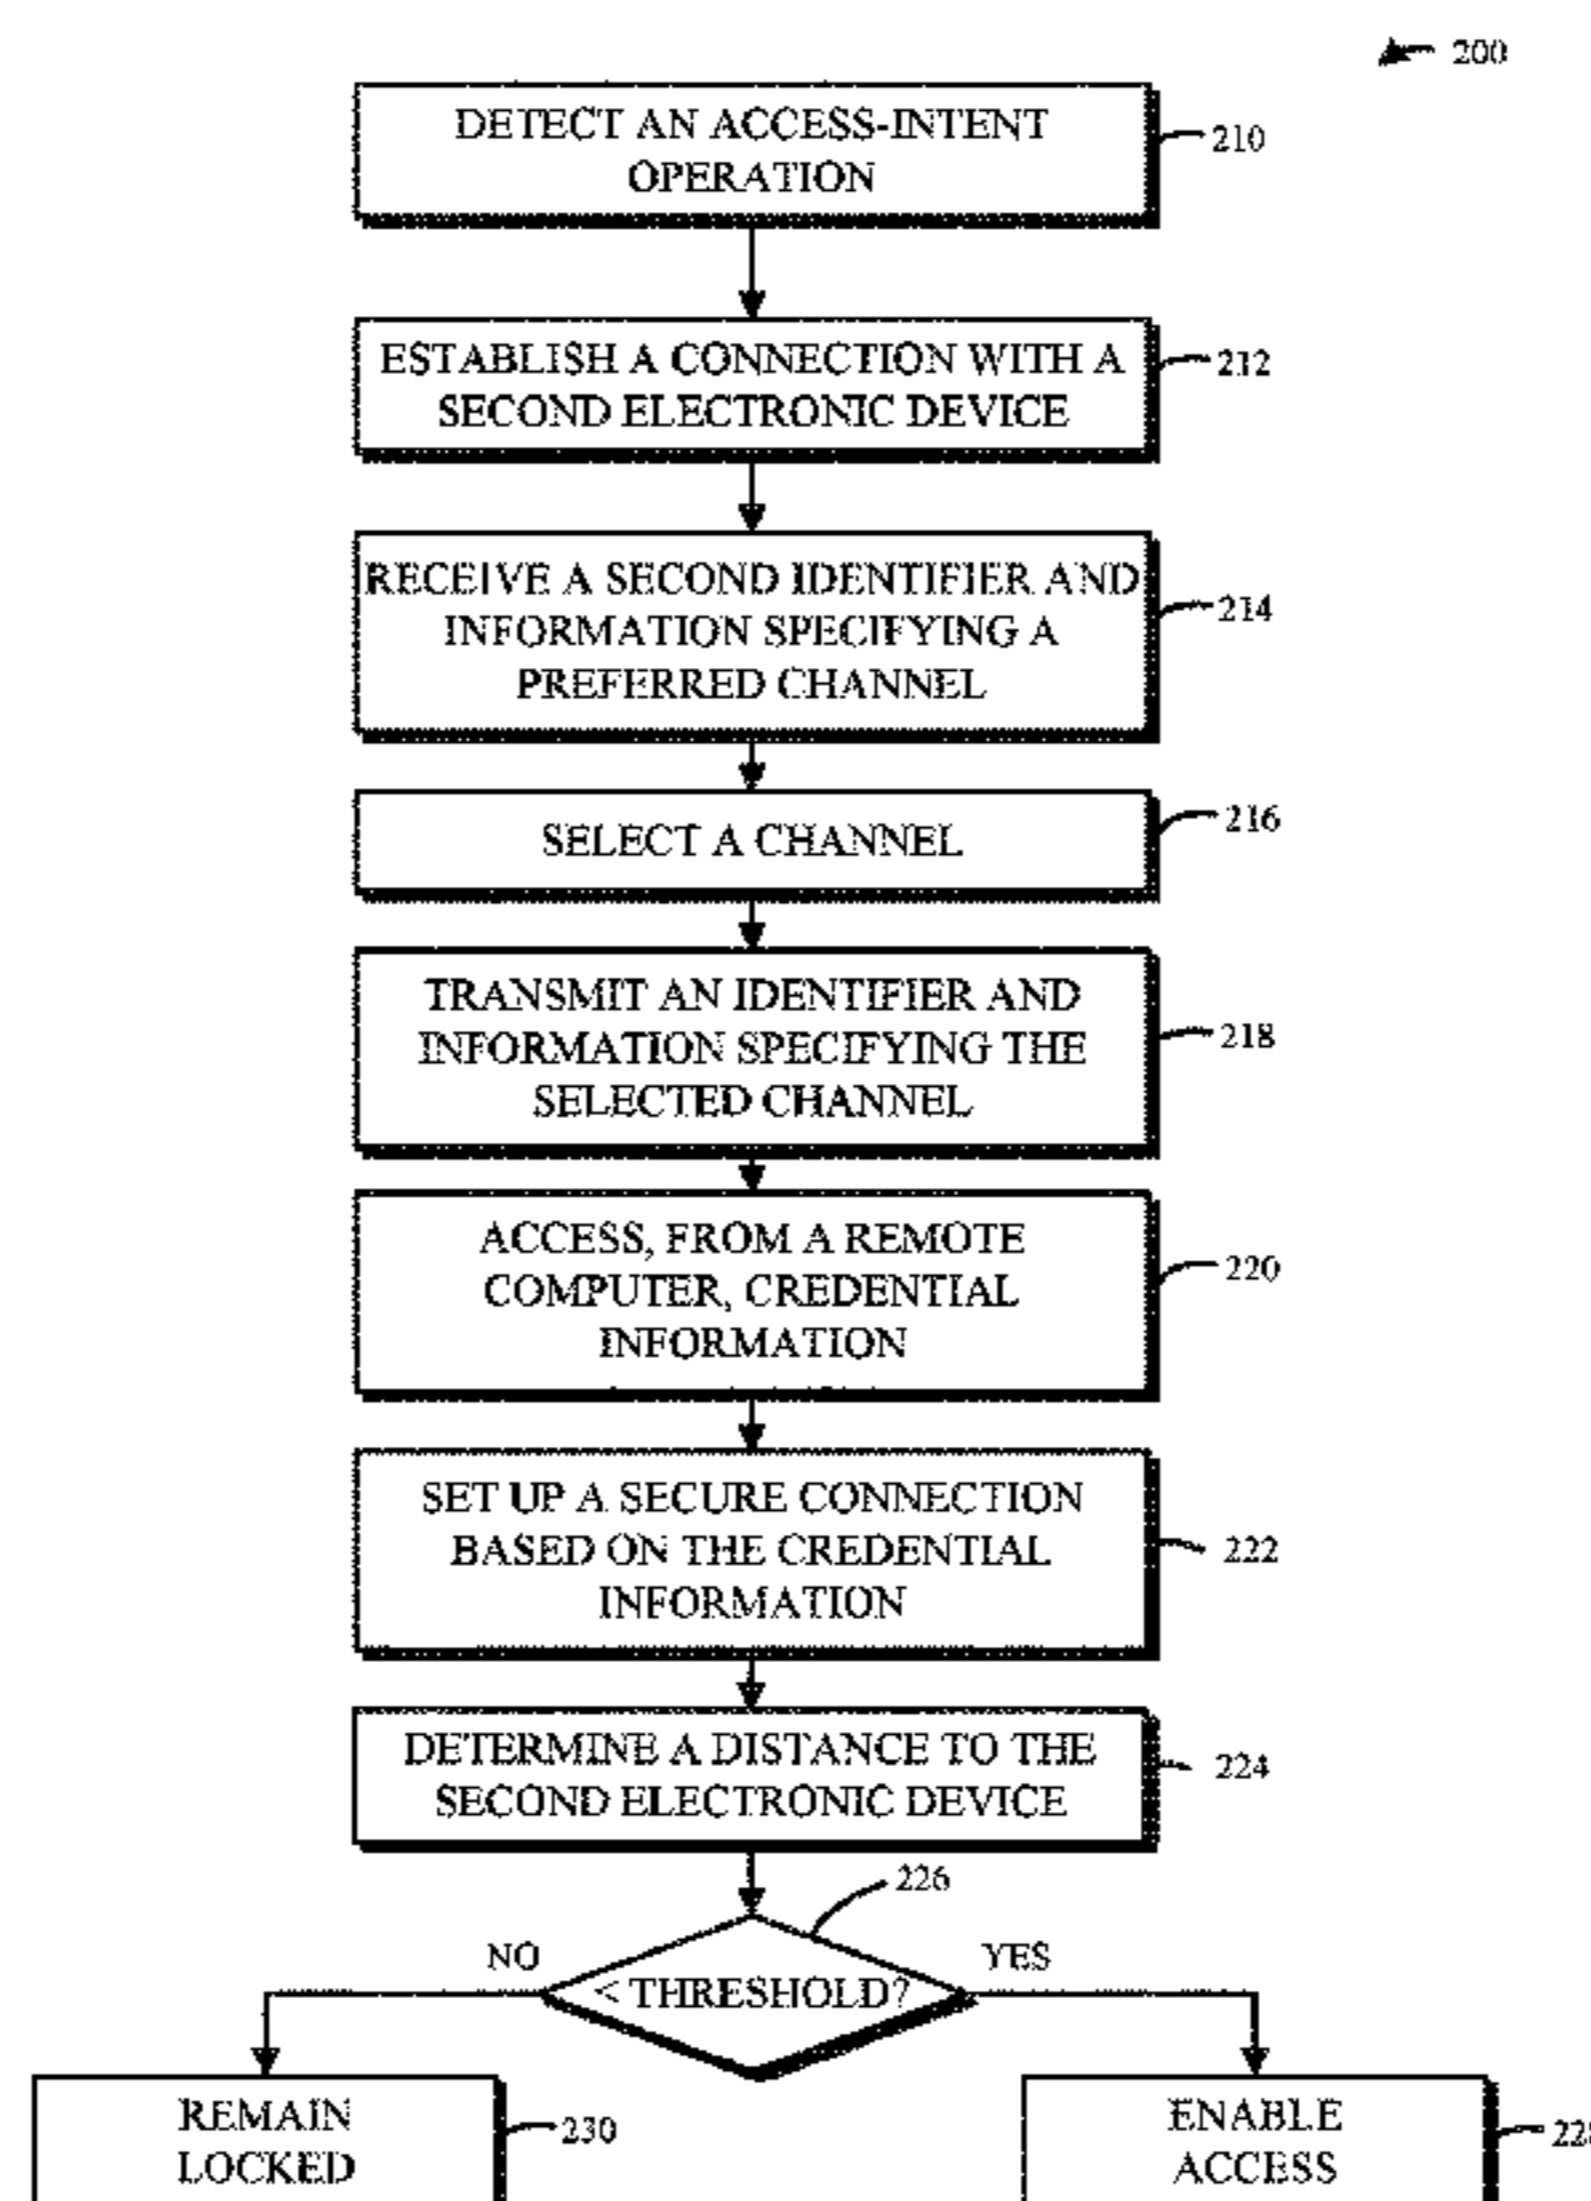 200
DETECT AN ACCESS-INTENT
OPERATION
210
ESTABLISH A CONNECTION WITH A
SECOND ELECTRONIC DEVICE
212
RECEIVE A SECOND IDENTIFIER AND
INFORMATION SPECIFYING A
PREFERRED CHANNEL
214
SELECT A CHANNEL
216
TRANSMIT AN IDENTIFIER AND
INFORMATION SPECIFYING THE
SELECTED CHANNEL
218
ACCESS, FROM A REMOTE
COMPUTER, CREDENTIAL
INFORMATION
220
SET UP A SECURE CONNECTION
BASED ON THE CREDENTIAL
INFORMATION
222
DETERMINE A DISTANCE TO THE
SECOND ELECTRONIC DEVICE
224
226
NO
YES
< THRESHOLD?
REMAIN
LOCKED
230
ENABLE
ACCESS